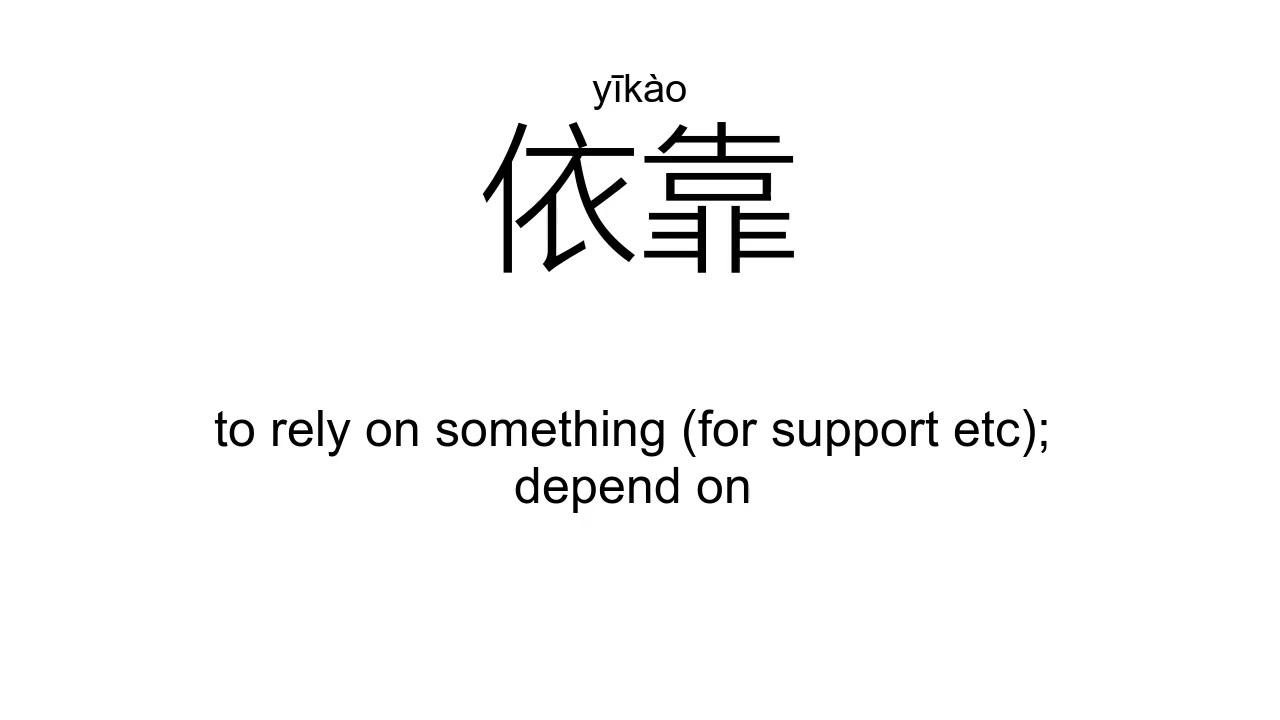 yīkào
依靠
to rely on something (for support etc);
depend on